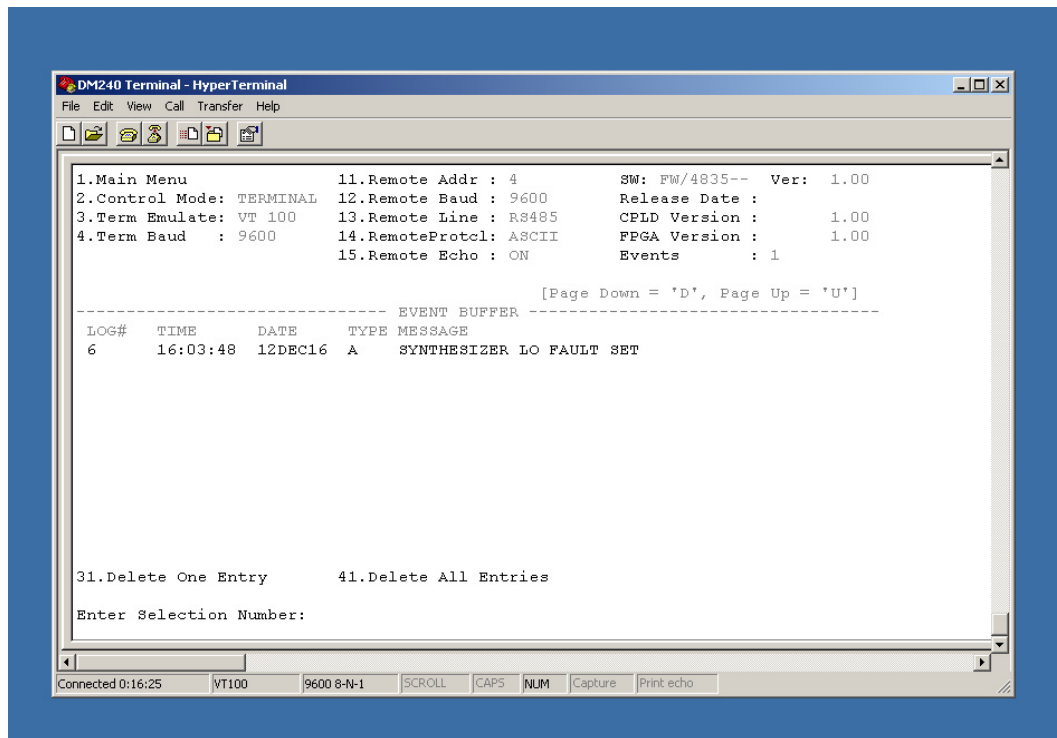 DM240 Terminal - HyperTerminal
File Edit View Call Transfer Help
1.Main Menu 11.Remote Addr : 4 SW: FW/4835-- Ver: 1.00
2.Control Mode: TERMINAL 12.Remote Baud : 9600 Release Date :
3.Term Emulate: VT 100 13.Remote Line : RS485 CPLD Version : 1.00
4.Term Baud : 9600 14.RemoteProtcl: ASCII FPGA Version : 1.00
15.Remote Echo : ON Events : 1
[Page Down = 'D', Page Up = 'U']
------------------------------- EVENT BUFFER -----------------------------------
LOG# TIME DATE TYPE MESSAGE
6 16:03:48 12DEC16 A SYNTHESIZER LO FAULT SET
31.Delete One Entry 41.Delete All Entries
Enter Selection Number:
Connected 0:16:25 VT100 9600 8-N-1 SCROLL CAPS NUM Capture Print echo